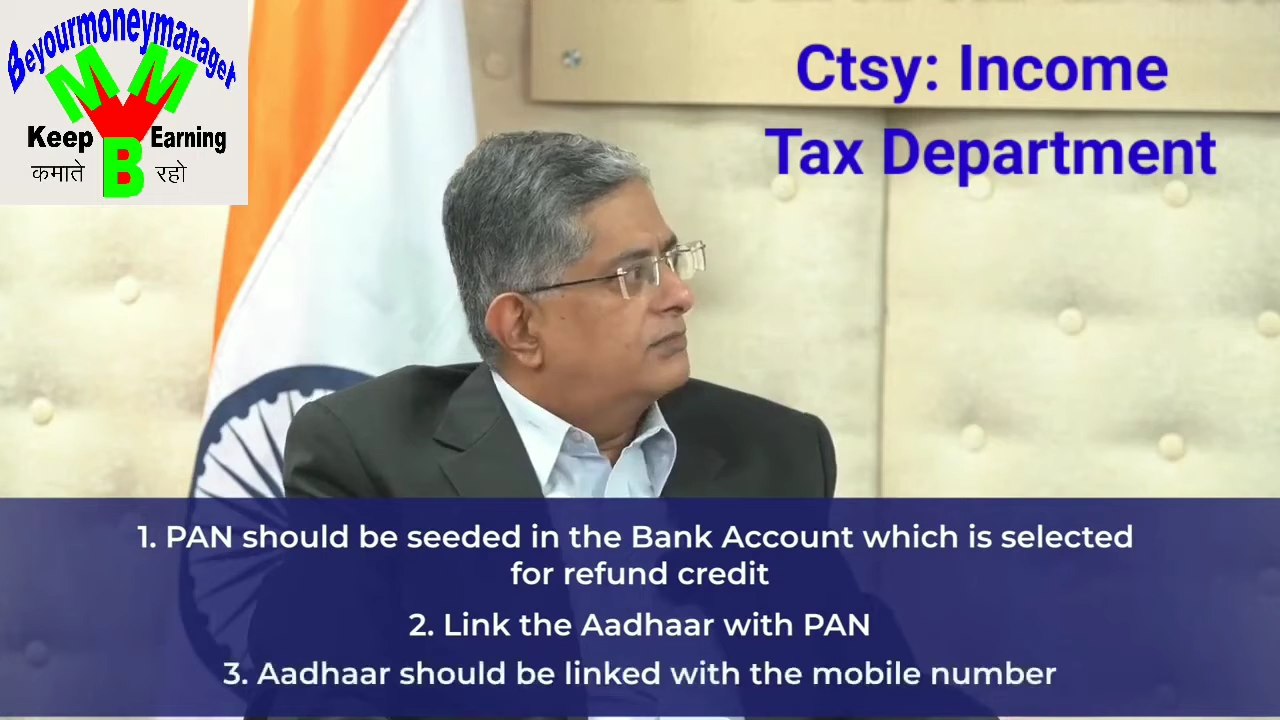 Beyourmoneymanager
MM
Keep Earning
B
कमाते रहो
Ctsy: Income
Tax Department
1. PAN should be seeded in the Bank Account which is selected
for refund credit
2. Link the Aadhaar with PAN
3. Aadhaar should be linked with the mobile number